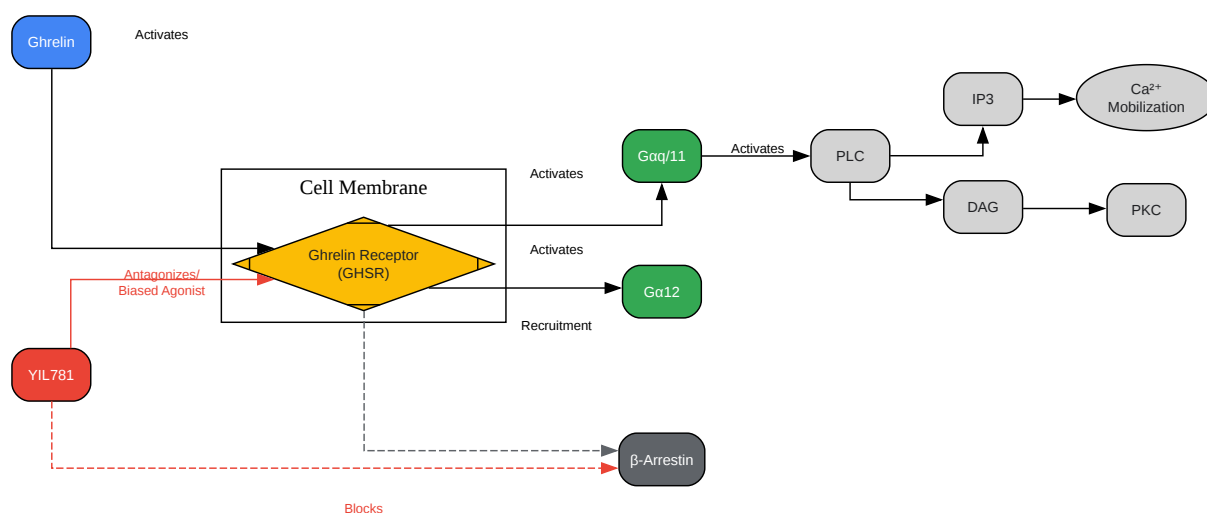 Ghrelin
Activates
Cell Membrane
Ghrelin Receptor
(GHSR)
Antagonizes/
Biased Agonist
YIL781
Activates
Gαq/11
Activates
PLC
IP3
Ca²⁺
Mobilization
DAG
PKC
Activates
Gα12
Recruitment
β-Arrestin
Blocks